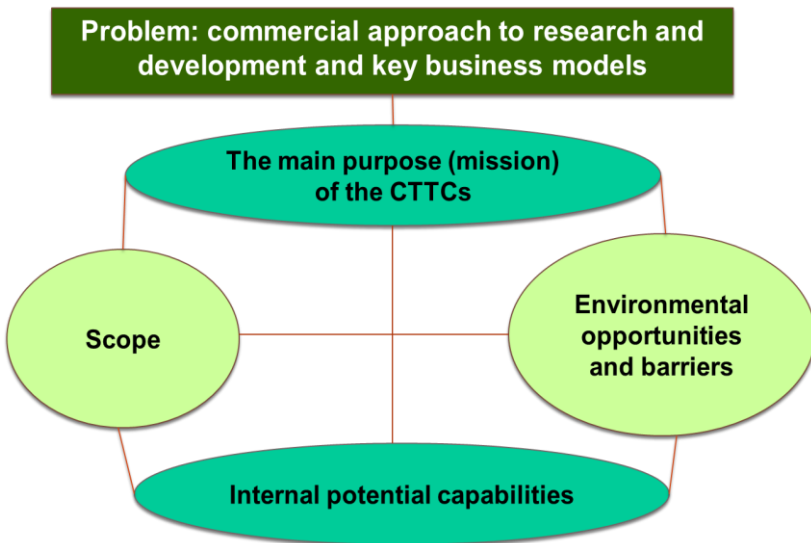 Problem: commercial approach to research and
development and key business models
The main purpose (mission)
of the CTTCs
Scope
Environmental
opportunities
and barriers
Internal potential capabilities